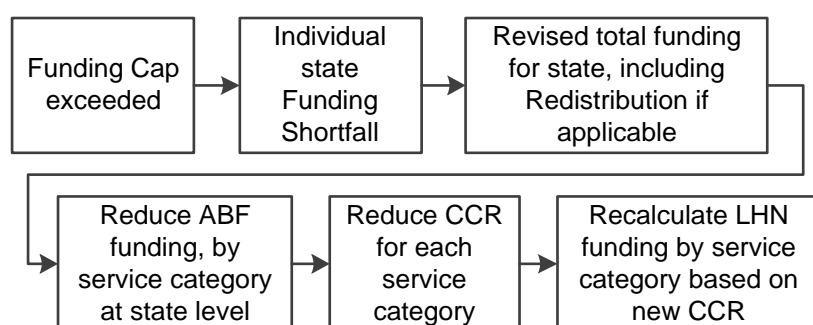 Funding Cap
exceeded
Individual
state
Funding
Shortfall
Revised total funding
for state, including
Redistribution if
applicable
Reduce ABF
funding, by
service category
at state level
Reduce CCR
for each
service
category
Recalculate LHN
funding by service
category based on
new CCR